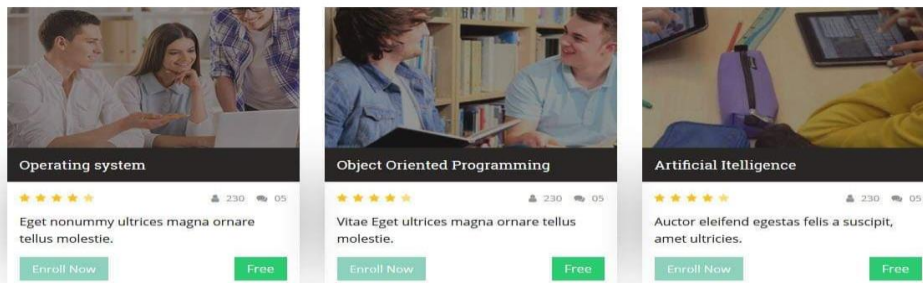 Operating system
230 05
Eget nonummy ultrices magna ornare
tellus molestie.
Enroll Now Free
Object Oriented Programming
230 05
Vitae Eget ultrices magna ornare tellus
molestie.
Enroll Now Free
Artificial Itelligence
230 05
Auctor eleifend egestas felis a suscipit,
amet ultricies.
Enroll Now Free